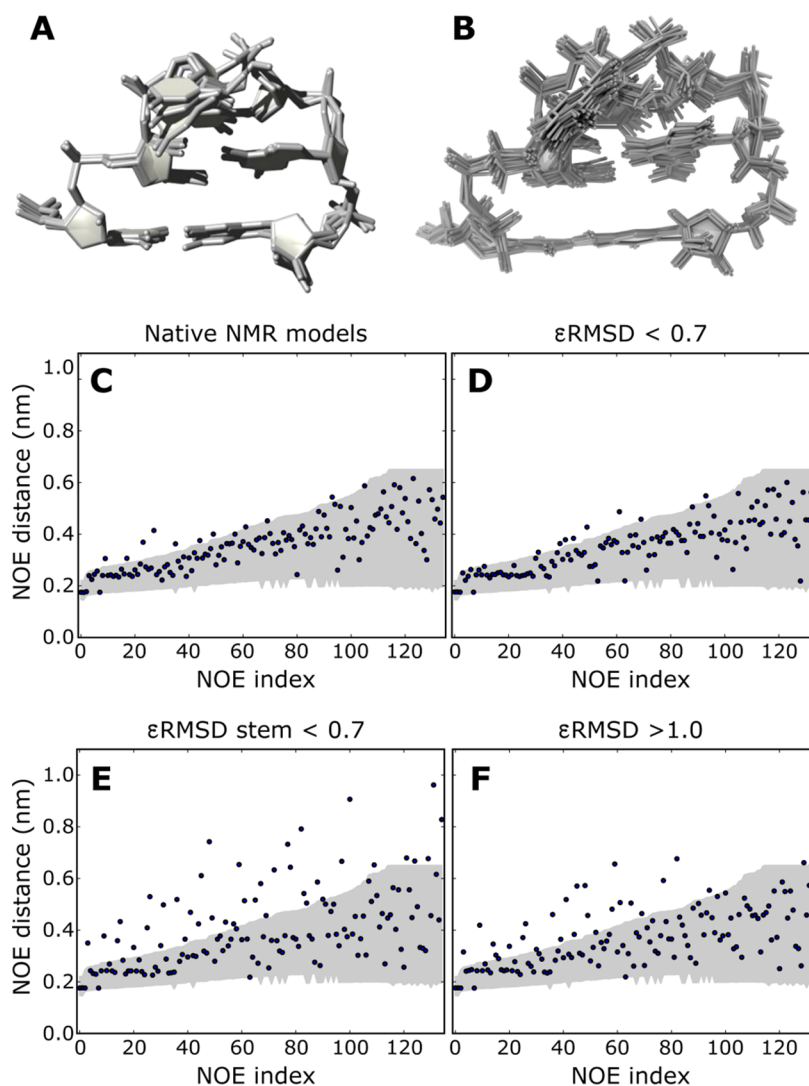 A B
Native NMR models εRMSD < 0.7
C D
NOE distance (nm)
1.0
0.8
0.6
0.4
0.2
0.0
0 20 40 60 80 100 120 0 20 40 60 80 100 120
NOE index NOE index
εRMSD stem < 0.7 εRMSD >1.0
E F
NOE distance (nm)
1.0
0.8
0.6
0.4
0.2
0.0
0 20 40 60 80 100 120 0 20 40 60 80 100 120
NOE index NOE index